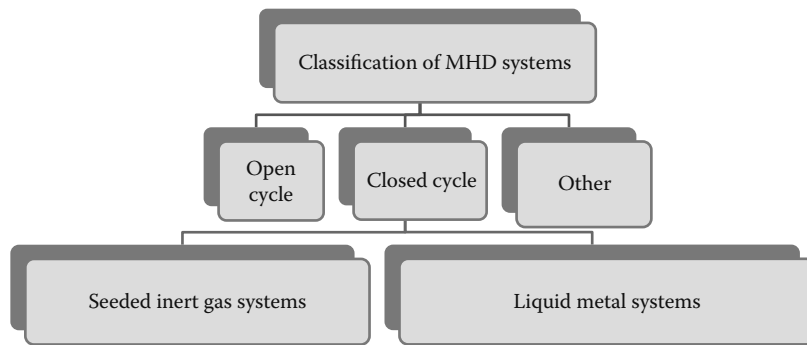 Classification of MHD systems
Open
cycle
Closed cycle
Other
Seeded inert gas systems
Liquid metal systems